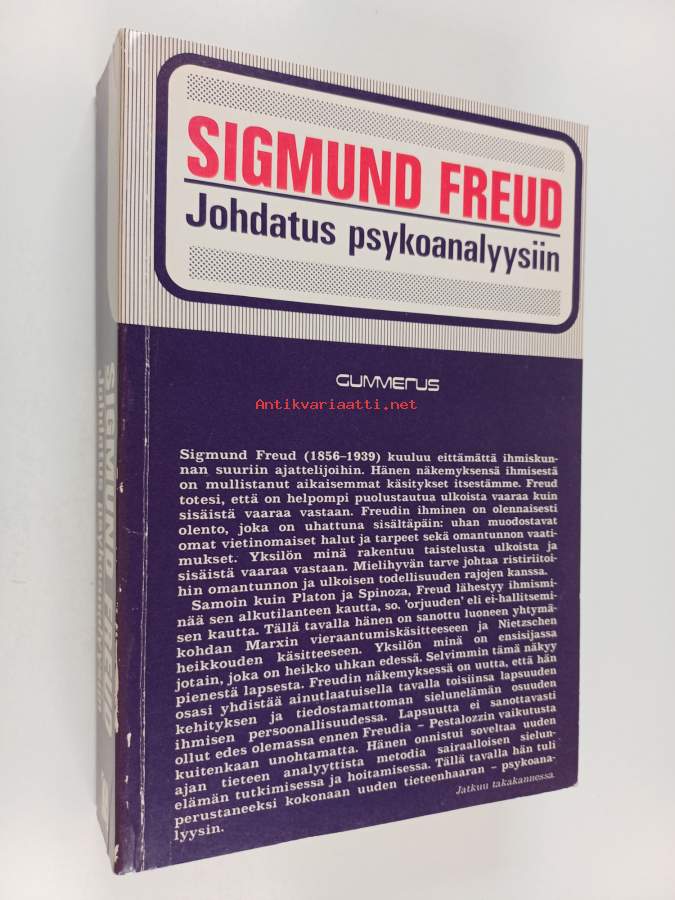 SIGMUND FREUD
Johdatus psykoanalyysiin
GUMMERUS
Antikvariaatti.net
Sigmund Freud (1856–1939) kuuluu eittämättä ihmiskun-
nan suuriin ajattelijoihin. Hänen näkemyksensä ihmisestä
on mullistanut aikaisemmat käsitykset itsestämme. Freud
totesi, että on helpompi puolustautua ulkoista vaaraa kuin
sisäistä vaaraa vastaan. Freudin ihminen on olennaisesti
olento, joka on uhattuna sisältäpäin: uhan muodostavat
omat vietinomaiset halut ja tarpeet sekä omantunnon vaati-
mukset. Yksilön minä rakentuu taistelusta ulkoista ja
sisäistä vaaraa vastaan. Mielihyvän tarve johtaa ristiriitoi-
hin omantunnon ja ulkoisen todellisuuden rajojen kanssa.
Samoin kuin Platon ja Spinoza, Freud lähestyy ihmismi-
nää sen alkutilanteen kautta, so. 'orjuuden' eli ei-hallitsemi-
sen kautta. Tällä tavalla hänen on sanottu luoneen yhtymä-
kohdan Marxin vieraantumiskäsitteeseen ja Nietzschen
heikkouden käsitteeseen. Yksilön minä on ensisijassa
jotain, joka on heikko uhkan edessä. Selvimmin tämä näkyy
pienestä lapsesta. Freudin näkemyksessä on uutta, että hän
osasi yhdistää ainutlaatuisella tavalla toisiinsa lapsuuden
kehityksen ja tiedostamattoman sielunelämän osuuden
ihmisen persoonallisuudessa. Lapsuutta ei sanottavasti
ollut edes olemassa ennen Freudia – Pestalozzin vaikutusta
kuitenkaan unohtamatta. Hänen onnistui soveltaa uuden
ajan tieteen analyyttista metodia sairaalloisen sielun-
elämän tutkimisessa ja hoitamisessa. Tällä tavalla hän tuli
perustaneeksi kokonaan uuden tieteenhaaran – psykoana-
lyysin.
Jatkuu takakannessa.
SIGMUND FREUD
Johdatus psykoanalyysiin